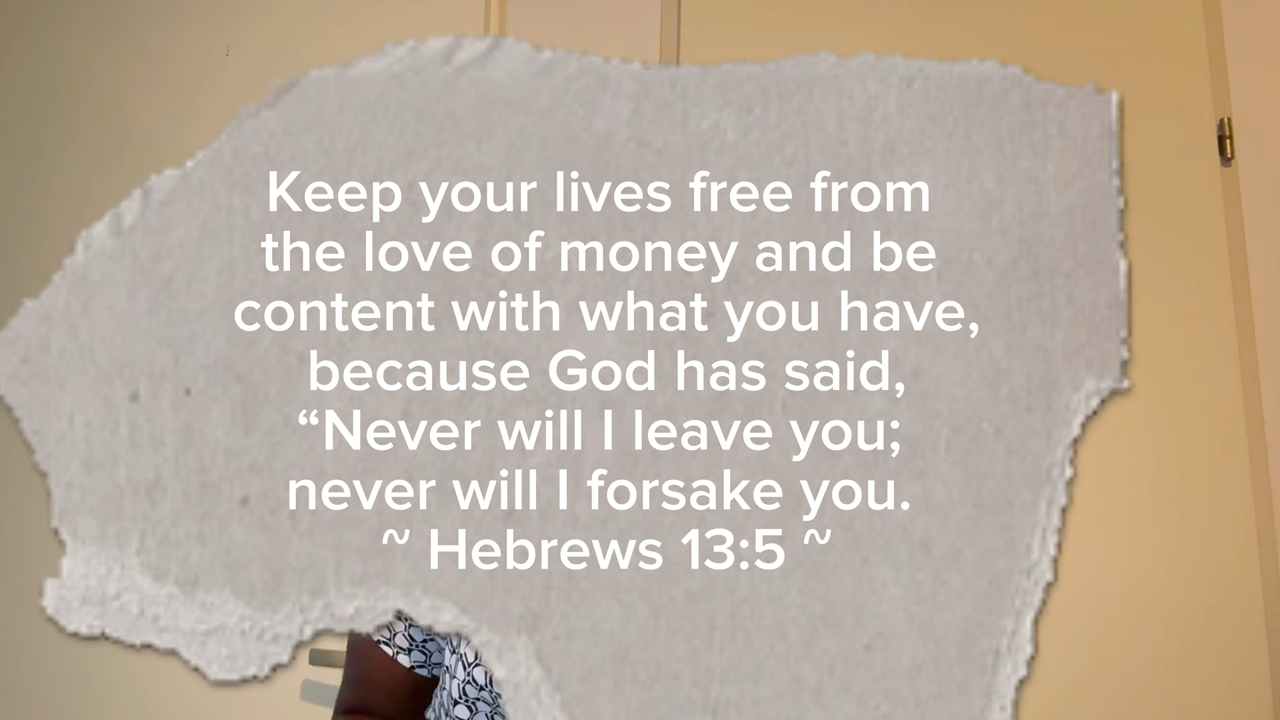 Keep your lives free from
the love of money and be
content with what you have,
because God has said,
“Never will I leave you;
never will I forsake you.
~ Hebrews 13:5 ~